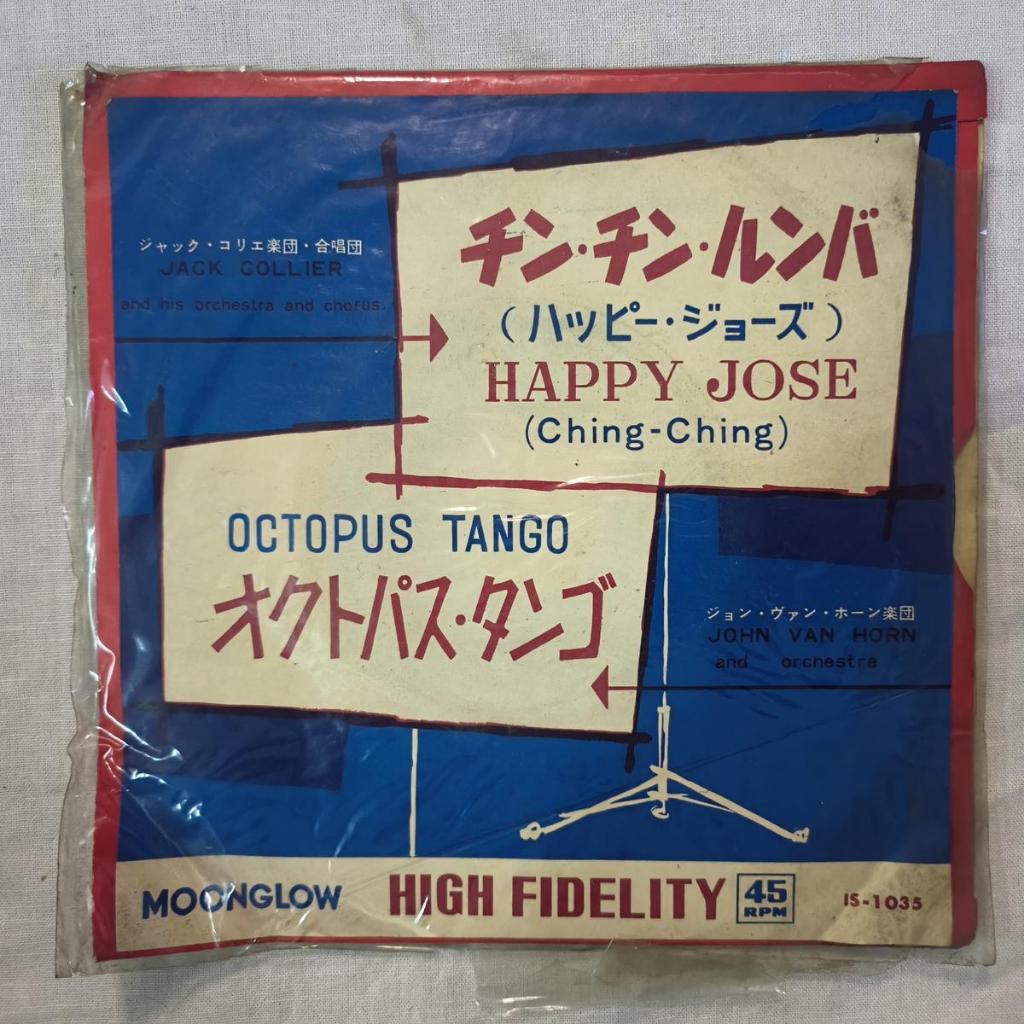 ジャック・コリエ楽団・合唱団
JACK COLLIER
and his orchestra and chorus.
チン・チン・ルンバ
(ハッピー・ジョーズ)
HAPPY JOSE
(Ching-Ching)
OCTOPUS TANGO
オクトパス・タンゴ
ジョン・ヴァン・ホーン楽団
JOHN VAN HORN
and orchestra
MOONGLOW
HIGH FIDELITY
45
RPM
IS-1035